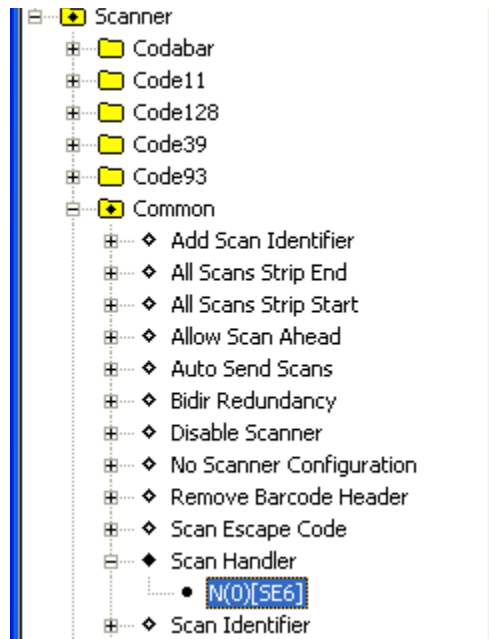 Scanner
Codabar
Code11
Code128
Code39
Code93
Common
Add Scan Identifier
All Scans Strip End
All Scans Strip Start
Allow Scan Ahead
Auto Send Scans
Bidir Redundancy
Disable Scanner
No Scanner Configuration
Remove Barcode Header
Scan Escape Code
Scan Handler
N(0)[SE6]
Scan Identifier